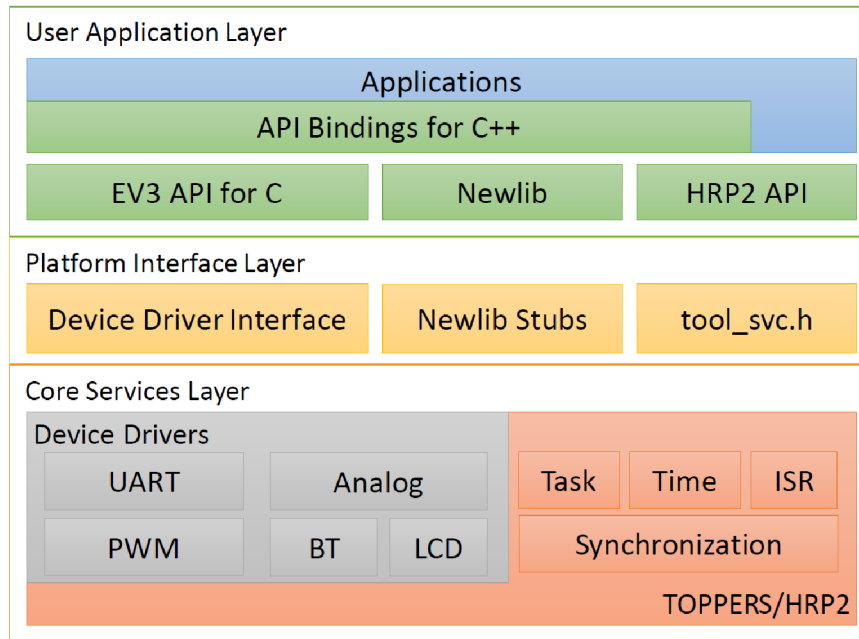 User Application Layer
Applications
API Bindings for C++
EV3 API for C
Newlib
HRP2 API
Platform Interface Layer
Device Driver Interface
Newlib Stubs
tool_svc.h
Core Services Layer
Device Drivers
UART
Analog
Task
Time
ISR
PWM
BT
LCD
Synchronization
TOPPERS/HRP2